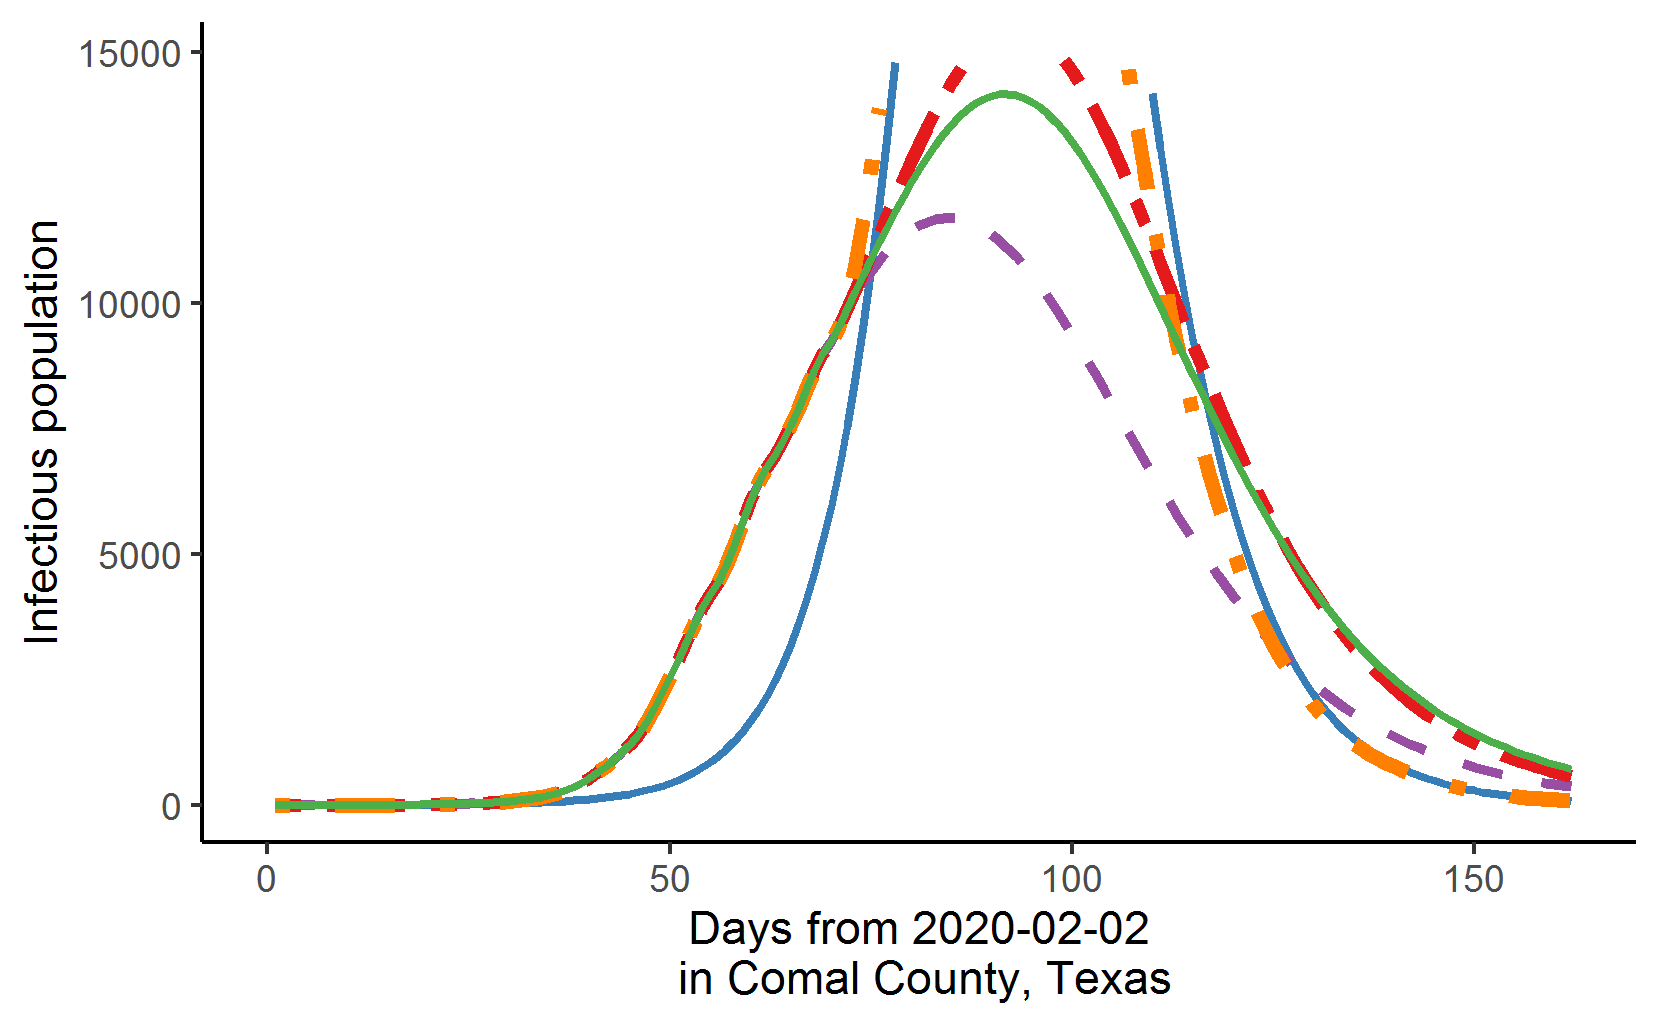 15000
10000
5000
0
Infectious population
0 50 100 150
Days from 2020-02-02
in Comal County, Texas